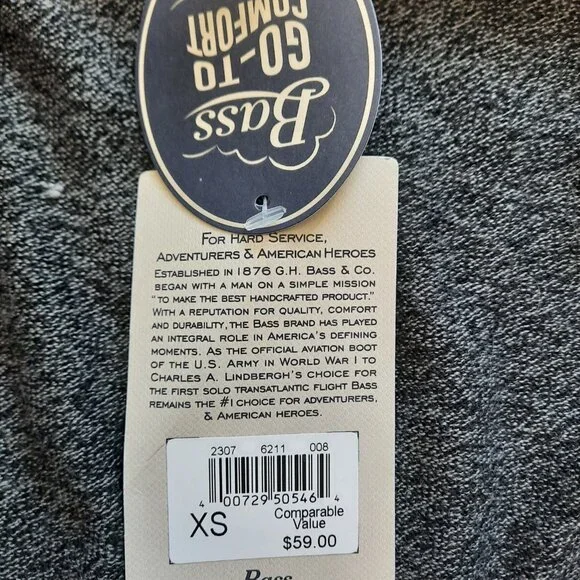 Bass
GO-TO
COMFORT
FOR HARD SERVICE,
ADVENTURERS & AMERICAN HEROES
ESTABLISHED IN 1876 G.H. BASS & CO.
BEGAN WITH A MAN ON A SIMPLE MISSION
"TO MAKE THE BEST HANDCRAFTED PRODUCT."
WITH A REPUTATION FOR QUALITY, COMFORT
AND DURABILITY, THE BASS BRAND HAS PLAYED
AN INTEGRAL ROLE IN AMERICA'S DEFINING
MOMENTS. AS THE OFFICIAL AVIATION BOOT
OF THE U.S. ARMY IN WORLD WAR I TO
CHARLES A. LINDBERGH'S CHOICE FOR
THE FIRST SOLO TRANSATLANTIC FLIGHT BASS
REMAINS THE #1 CHOICE FOR ADVENTURERS,
& AMERICAN HEROES.
2307 6211 008
4 00729 50546 4
XS
Comparable
Value
$59.00
Bass